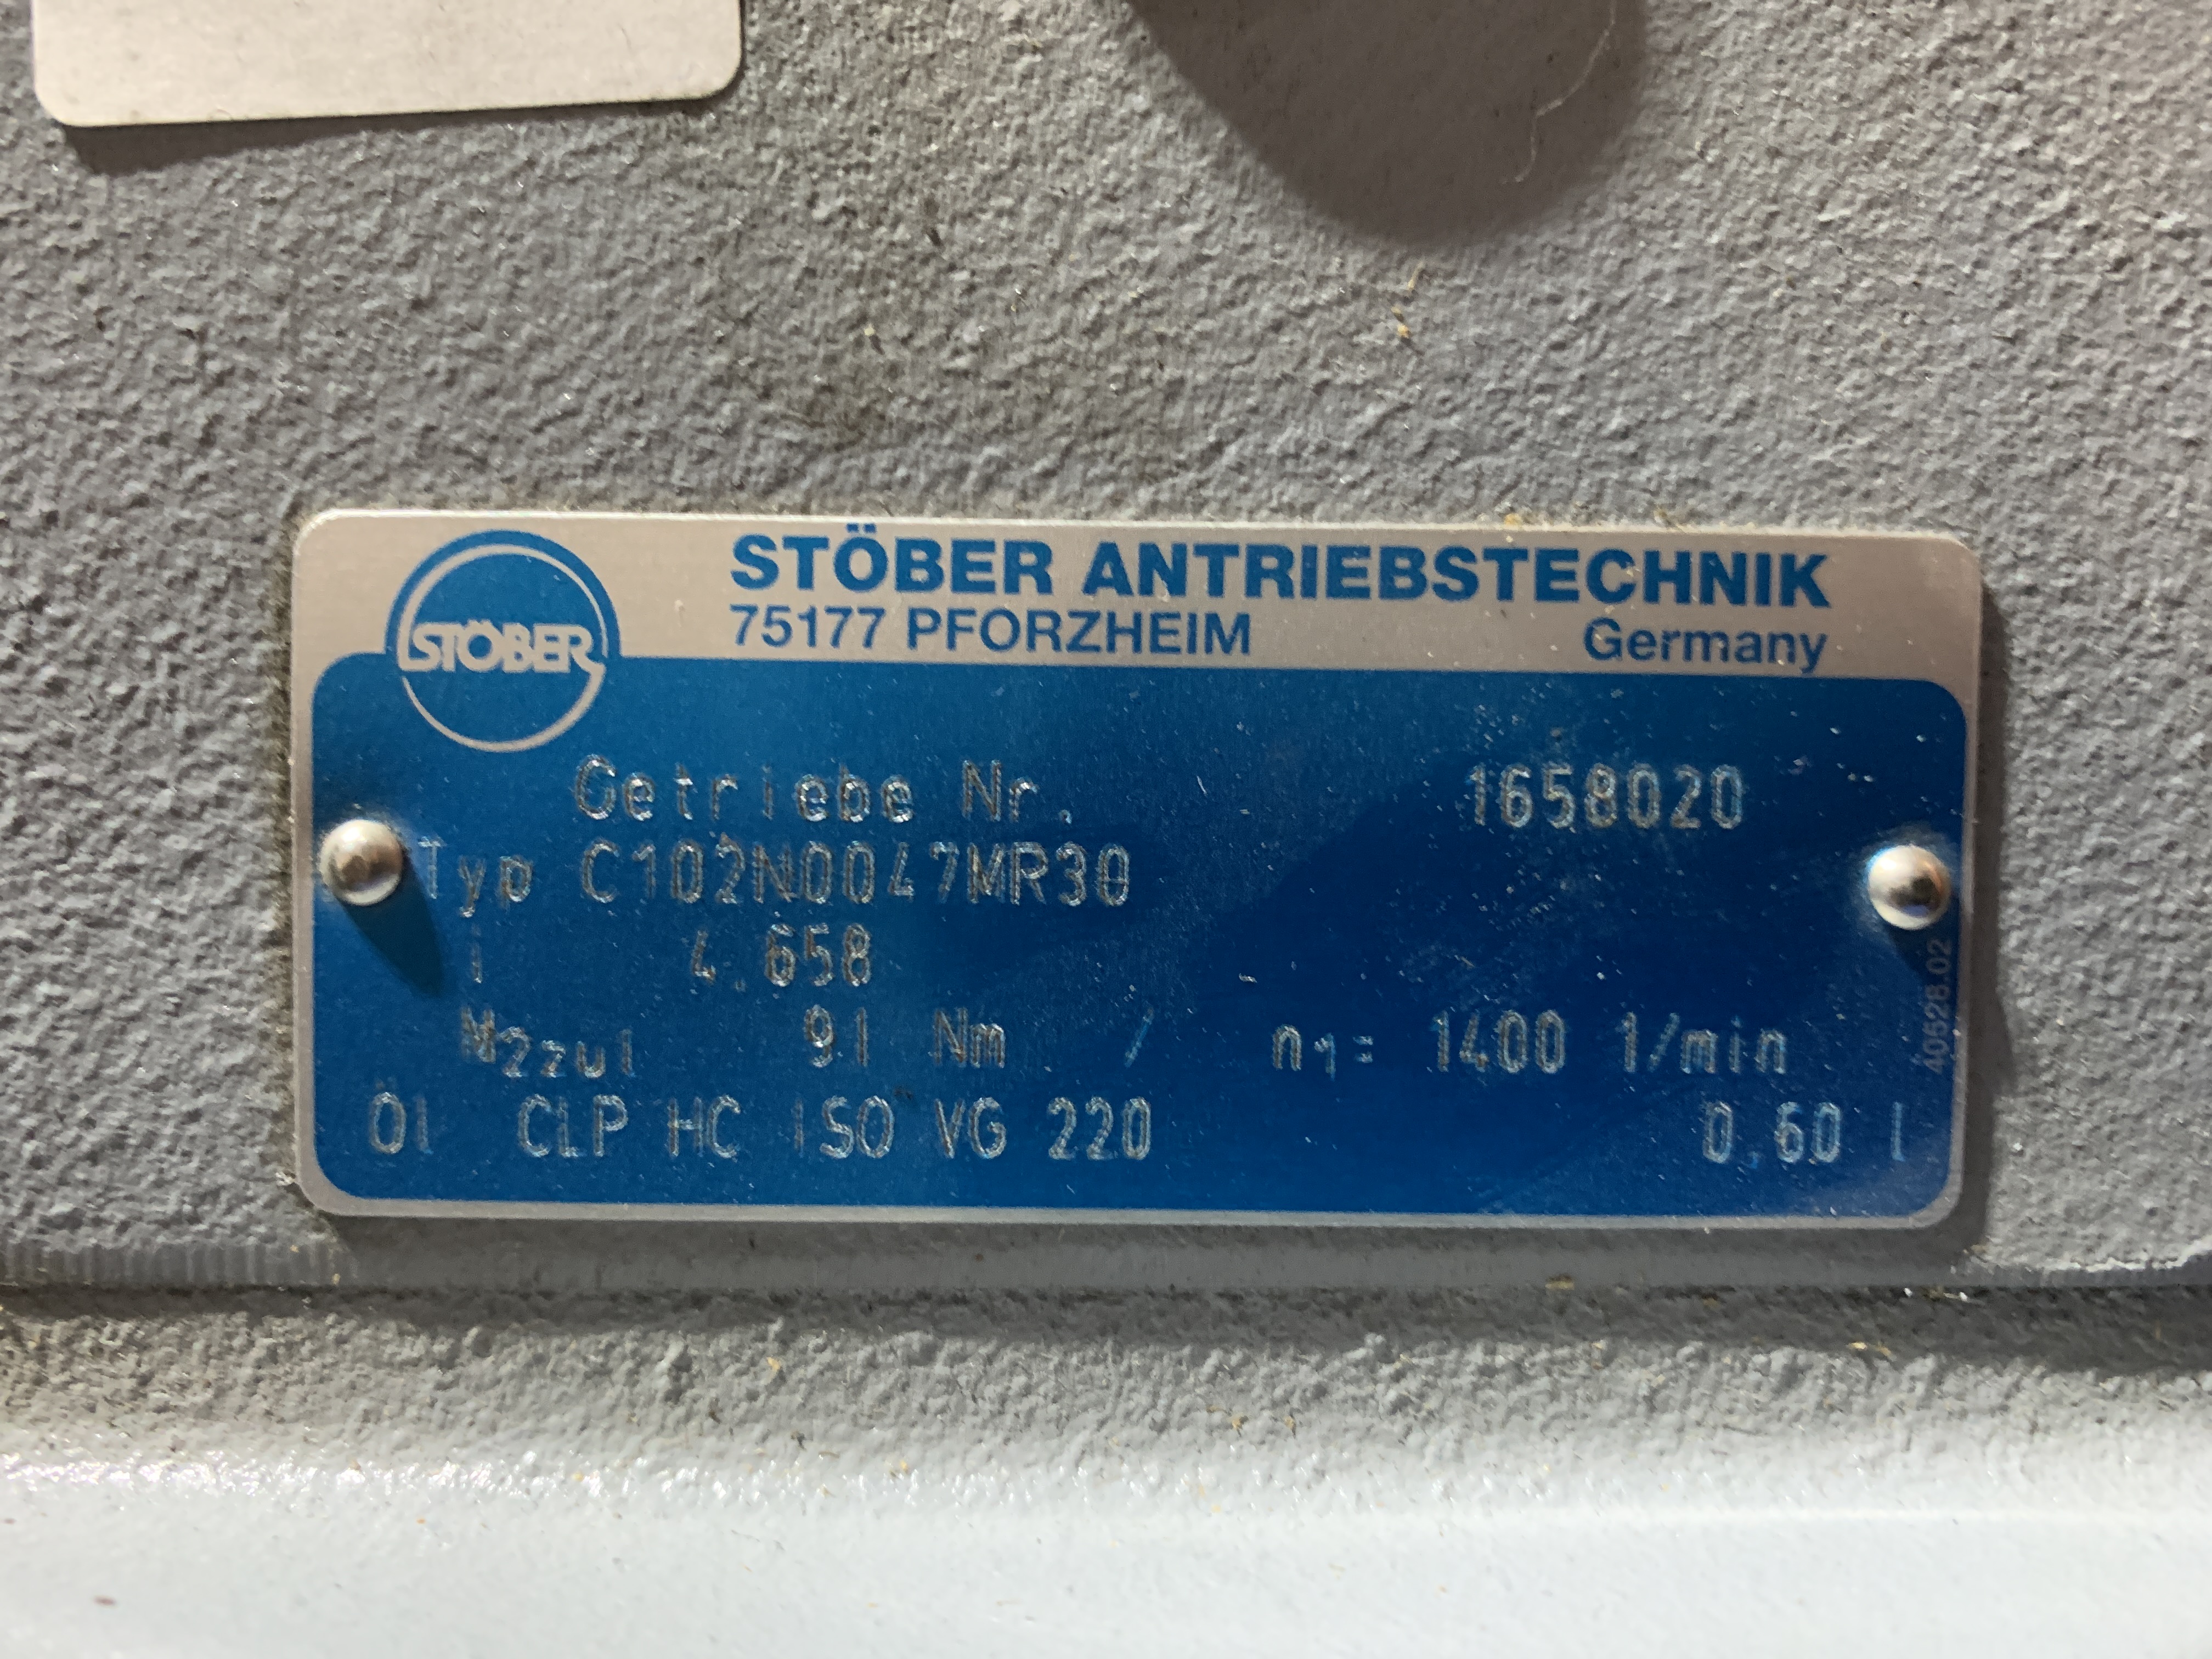 STÖBER
STÖBER ANTRIEBSTECHNIK
75177 PFORZHEIM Germany
Getriebe Nr. 1658020
Typ C102N0047MR30
i 4.658
M2zul 91 Nm / n1= 1400 1/min
Öl CLP HC ISO VG 220 0,60 l
40528.02